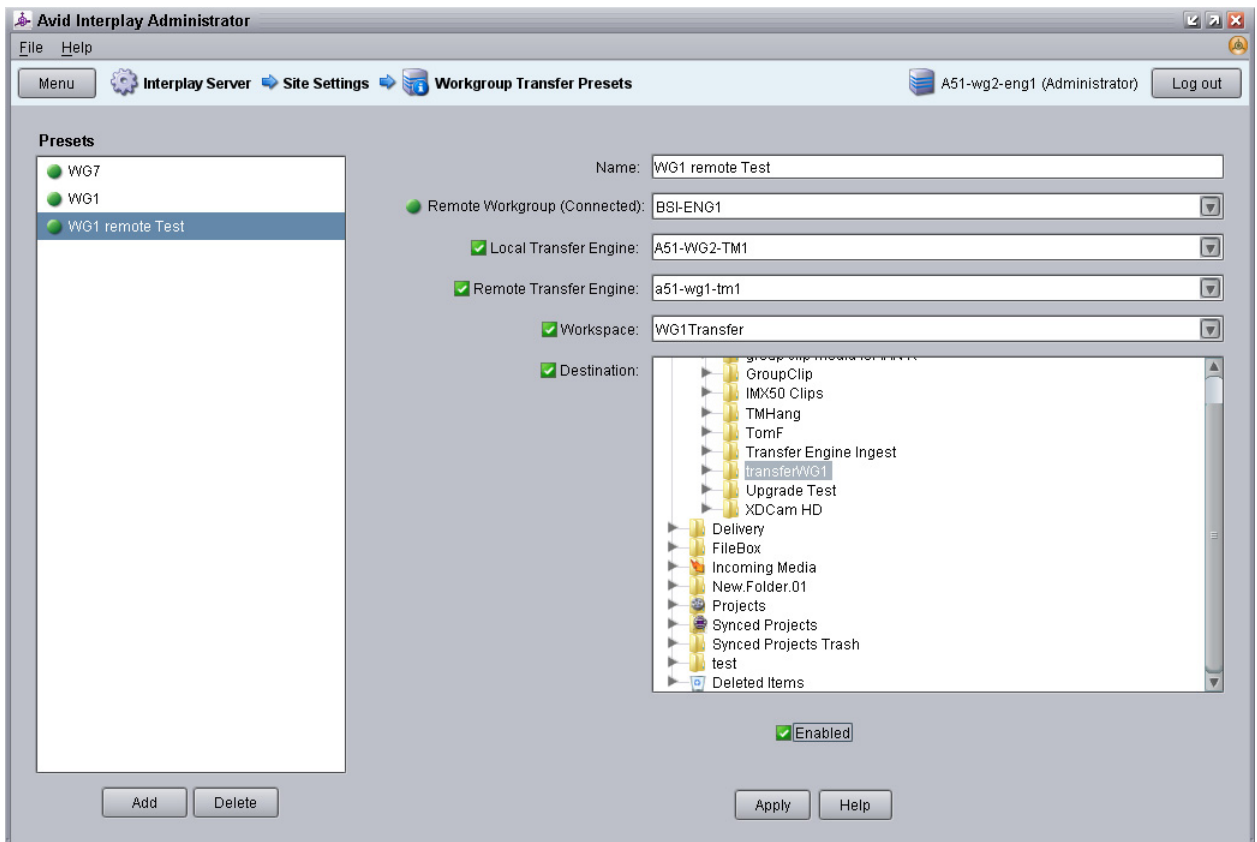 Avid Interplay Administrator
File Help
Menu Interplay Server Site Settings Workgroup Transfer Presets A51-wg2-eng1 (Administrator) Log out
Presets
WG7
WG1
WG1 remote Test
Name: WG1 remote Test
Remote Workgroup (Connected): BSI-ENG1
Local Transfer Engine: A51-WG2-TM1
Remote Transfer Engine: a51-wg1-tm1
Workspace: WG1Transfer
Destination:
GroupClip
IMX50 Clips
TMHang
TomF
Transfer Engine Ingest
transferWG1
Upgrade Test
XDCam HD
Delivery
FileBox
Incoming Media
New.Folder.01
Projects
Synced Projects
Synced Projects Trash
test
Deleted Items
Enabled
Add Delete
Apply Help